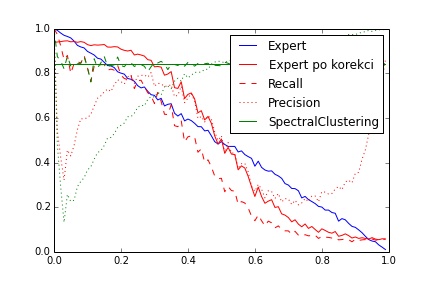 1.0
0.8
0.6
0.4
0.2
0.0
0.0 0.2 0.4 0.6 0.8 1.0
Expert
Expert po korekci
Recall
Precision
SpectralClustering